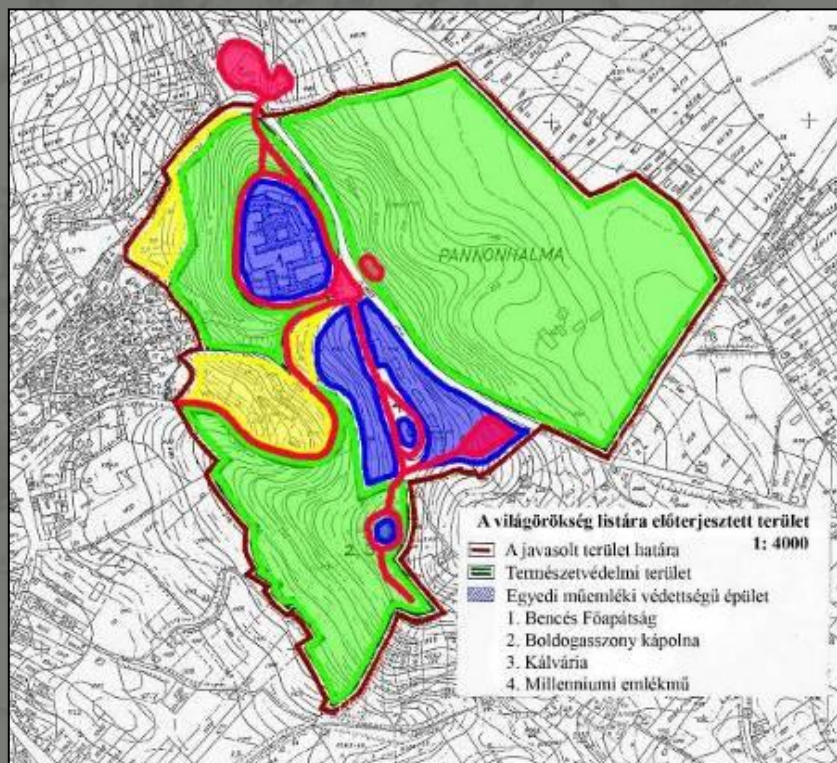 PANNONHALMA
A világörökség listára előterjesztett terület
1: 4000
A javasolt terület határa
Természetvédelmi terület
Egyedi műemléki védettségű épület
1. Bencés Főapátság
2. Boldogasszony kápolna
3. Kálvária
4. Millenniumi emlékmű